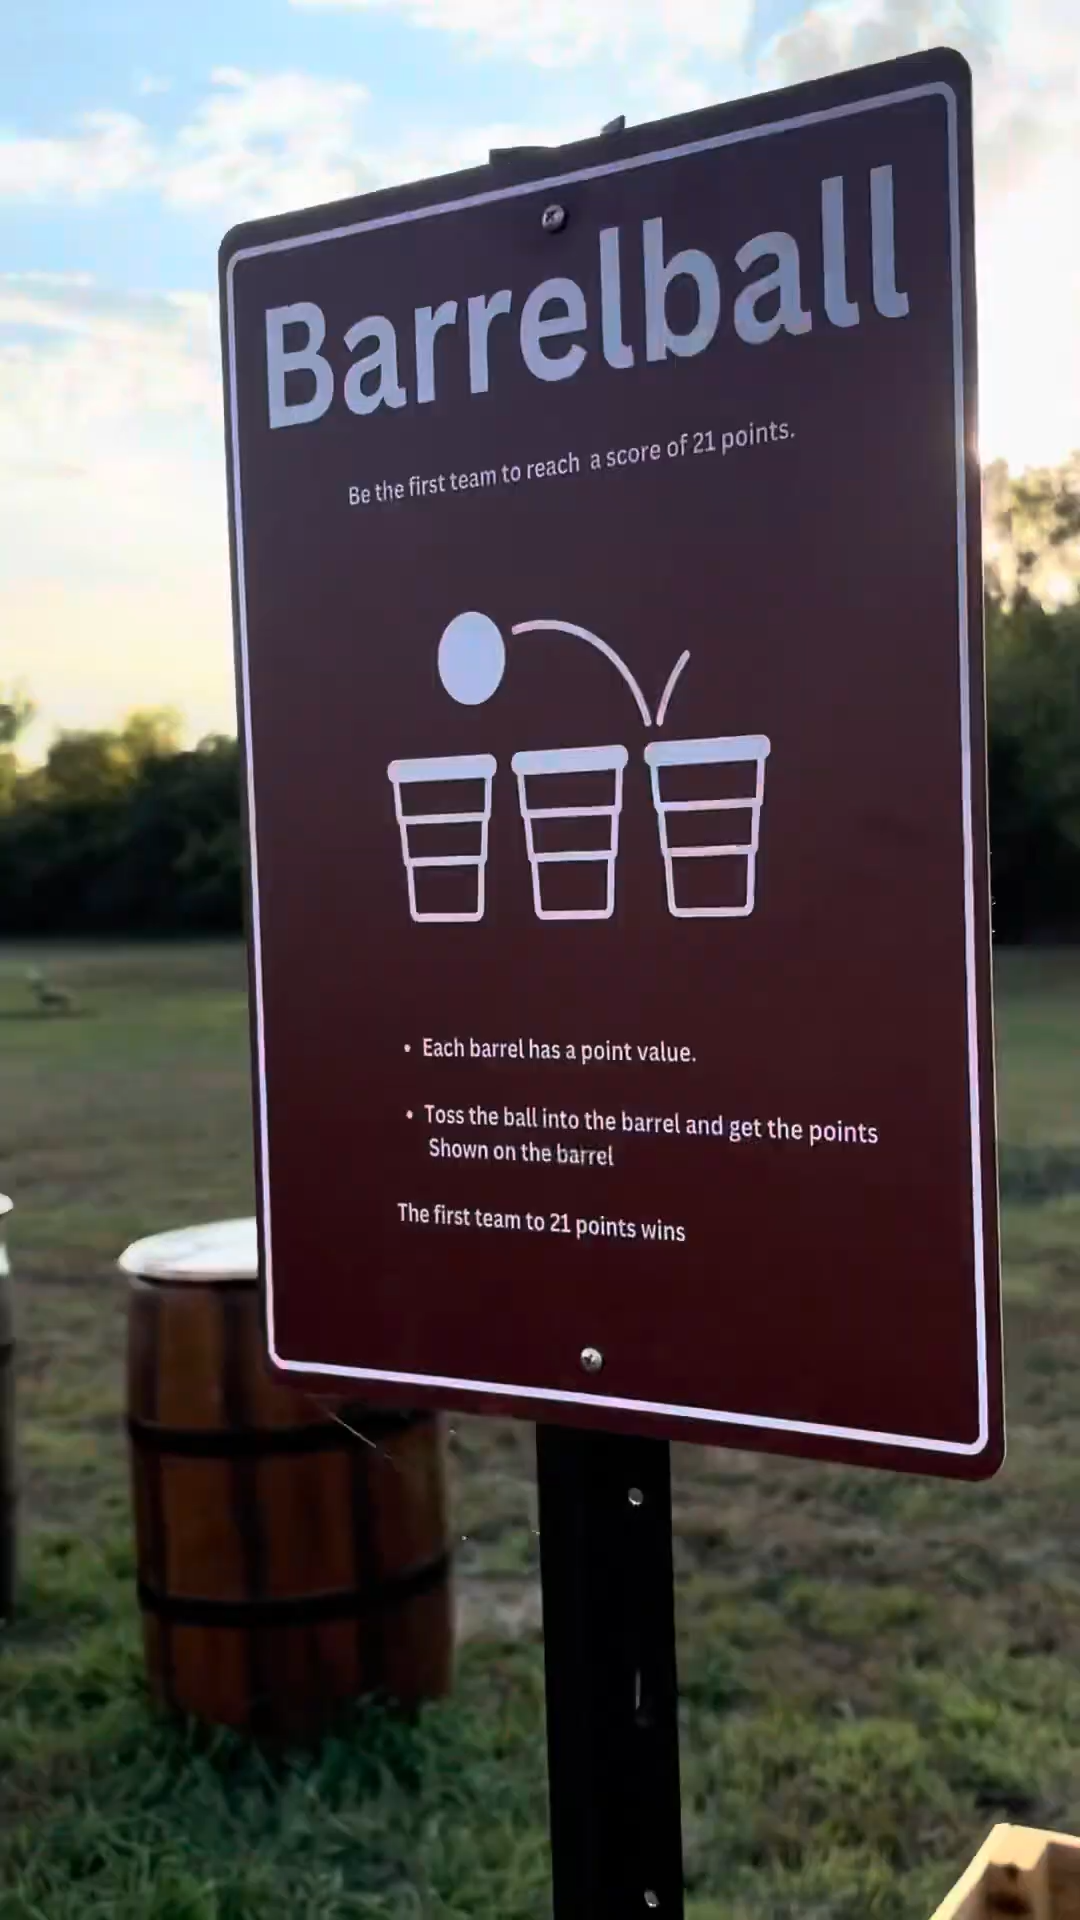 Barrelball
Be the first team to reach a score of 21 points.
• Each barrel has a point value.
• Toss the ball into the barrel and get the points
Shown on the barrel
The first team to 21 points wins